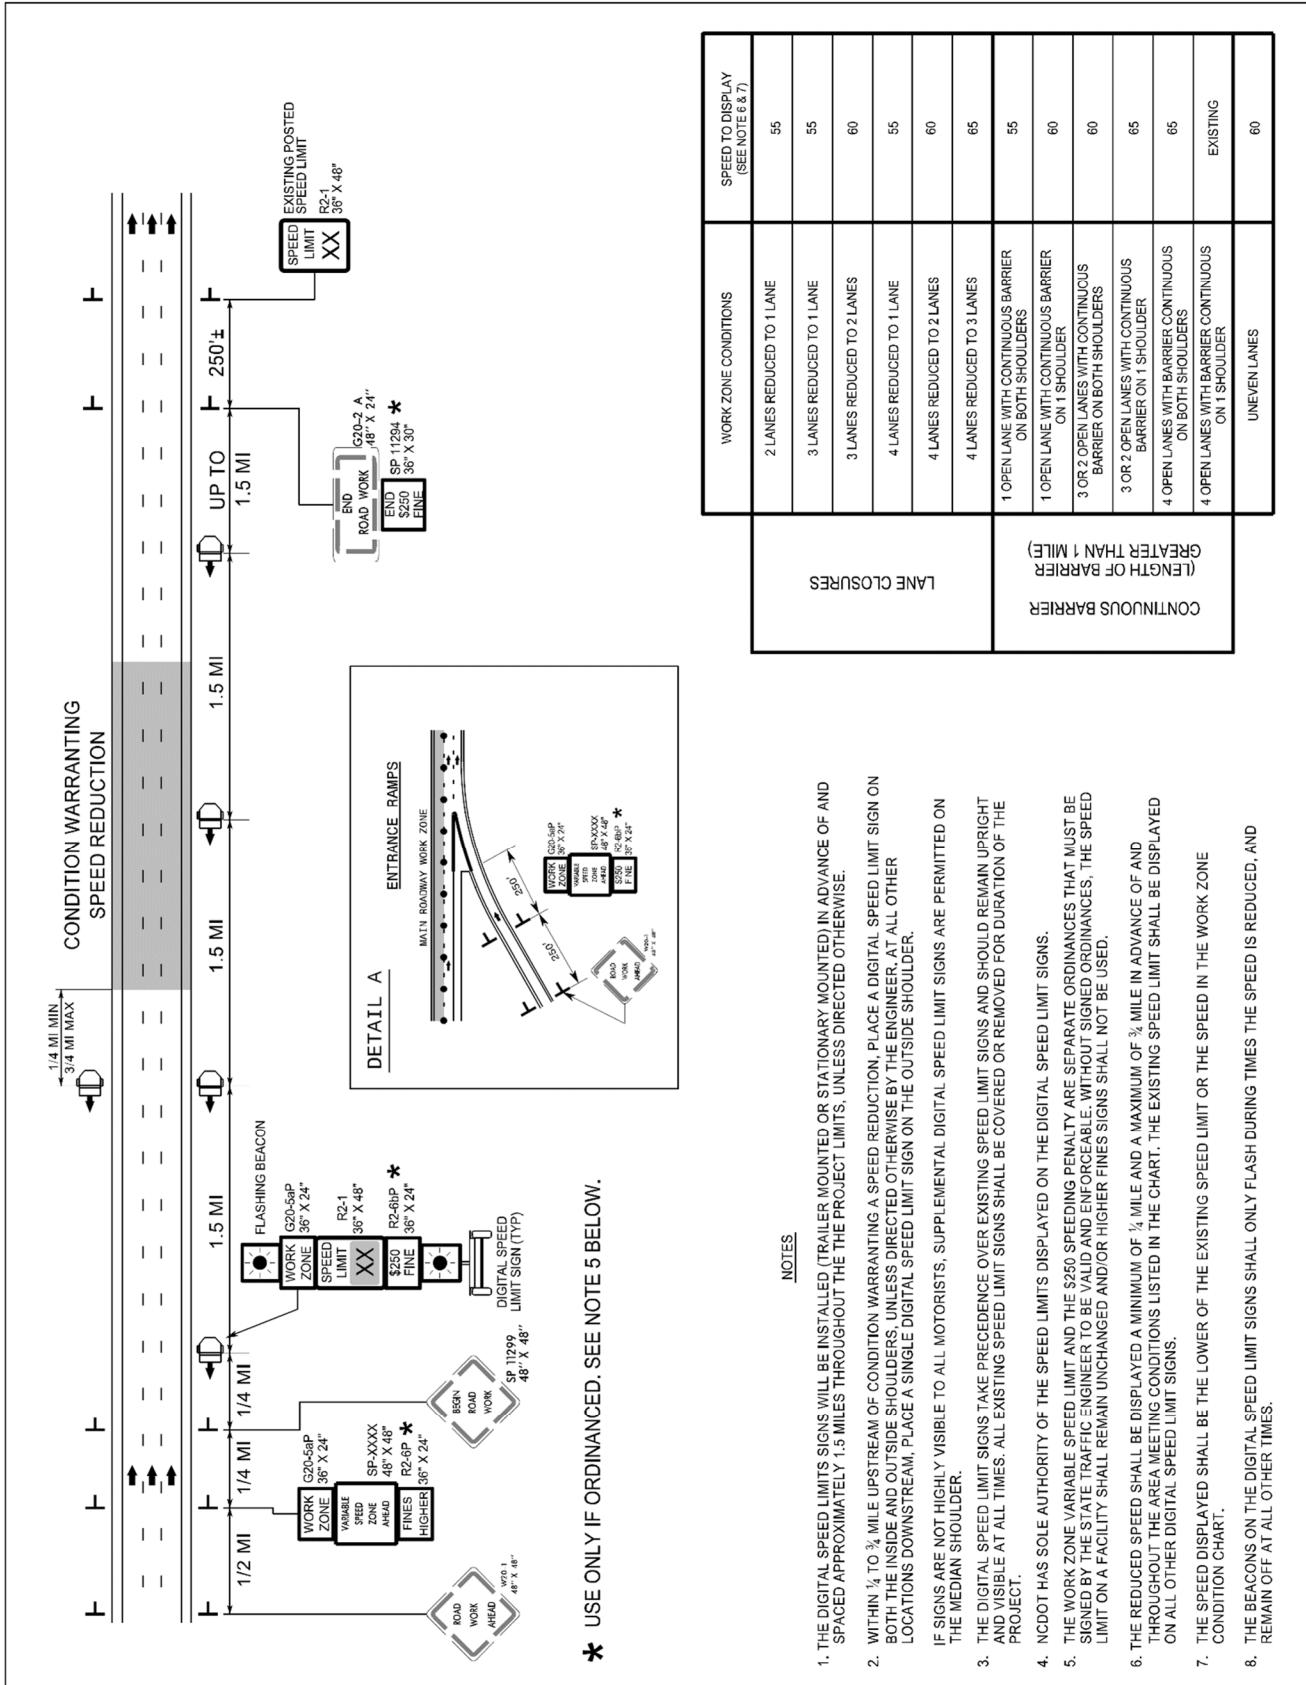 CONDITION WARRANTING
SPEED REDUCTION
1/4 MI MIN
3/4 MI MAX
1/2 MI
1/4 MI
1/4 MI
1.5 MI
1.5 MI
1.5 MI
UP TO
1.5 MI
250'±
ROAD
WORK
AHEAD
W20-1
48" X 48"
WORK
ZONE
VARIABLE
SPEED
ZONE
AHEAD
FINES
HIGHER
G20-5aP
36" X 24"
SP-XXXX
48" X 48"
R2-6P *
36" X 24"
BEGIN
ROAD
WORK
SP 11299
48" X 48"
FLASHING BEACON
WORK
ZONE
SPEED
LIMIT
XX
$250
FINE
G20-5aP
36" X 24"
R2-1
36" X 48"
R2-6bP *
36" X 24"
DIGITAL SPEED
LIMIT SIGN (TYP)
END
ROAD WORK
G20-2 A
48" X 24"
END
$250
FINE
SP 11294 *
36" X 30"
SPEED
LIMIT
XX
EXISTING POSTED
SPEED LIMIT
R2-1
36" X 48"
* USE ONLY IF ORDINANCED. SEE NOTE 5 BELOW.
DETAIL A
ENTRANCE RAMPS
MAIN ROADWAY WORK ZONE
250'
250'
ROAD
WORK
AHEAD
W20-1
48" X 48"
WORK
ZONE
VARIABLE
SPEED
ZONE
AHEAD
$250
FINE
G20-5aP
36" X 24"
SP-XXXX
48" X 48"
R2-6bP *
36" X 24"
NOTES
1. THE DIGITAL SPEED LIMITS SIGNS WILL BE INSTALLED (TRAILER MOUNTED OR STATIONARY MOUNTED) IN ADVANCE OF AND
SPACED APPROXIMATELY 1.5 MILES THROUGHOUT THE THE PROJECT LIMITS, UNLESS DIRECTED OTHERWISE.
2. WITHIN ¼ TO ¾ MILE UPSTREAM OF CONDITION WARRANTING A SPEED REDUCTION, PLACE A DIGITAL SPEED LIMIT SIGN ON
BOTH THE INSIDE AND OUTSIDE SHOULDERS, UNLESS DIRECTED OTHERWISE BY THE ENGINEER, AT ALL OTHER
LOCATIONS DOWNSTREAM, PLACE A SINGLE DIGITAL SPEED LIMIT SIGN ON THE OUTSIDE SHOULDER.
IF SIGNS ARE NOT HIGHLY VISIBLE TO ALL MOTORISTS, SUPPLEMENTAL DIGITAL SPEED LIMIT SIGNS ARE PERMITTED ON
THE MEDIAN SHOULDER.
3. THE DIGITAL SPEED LIMIT SIGNS TAKE PRECEDENCE OVER EXISTING SPEED LIMIT SIGNS AND SHOULD REMAIN UPRIGHT
AND VISIBLE AT ALL TIMES. ALL EXISTING SPEED LIMIT SIGNS SHALL BE COVERED OR REMOVED FOR DURATION OF THE
PROJECT.
4. NCDOT HAS SOLE AUTHORITY OF THE SPEED LIMITS DISPLAYED ON THE DIGITAL SPEED LIMIT SIGNS.
5. THE WORK ZONE VARIABLE SPEED LIMIT AND THE $250 SPEEDING PENALTY ARE SEPARATE ORDINANCES THAT MUST BE
SIGNED BY THE STATE TRAFFIC ENGINEER TO BE VALID AND ENFORCEABLE. WITHOUT SIGNED ORDINANCES, THE SPEED
LIMIT ON A FACILITY SHALL REMAIN UNCHANGED AND/OR HIGHER FINES SIGNS SHALL NOT BE USED.
6. THE REDUCED SPEED SHALL BE DISPLAYED A MINIMUM OF ¼ MILE AND A MAXIMUM OF ¾ MILE IN ADVANCE OF AND
THROUGHOUT THE AREA MEETING CONDITIONS LISTED IN THE CHART. THE EXISTING SPEED LIMIT SHALL BE DISPLAYED
ON ALL OTHER DIGITAL SPEED LIMIT SIGNS.
7. THE SPEED DISPLAYED SHALL BE THE LOWER OF THE EXISTING SPEED LIMIT OR THE SPEED IN THE WORK ZONE
CONDITION CHART.
8. THE BEACONS ON THE DIGITAL SPEED LIMIT SIGNS SHALL ONLY FLASH DURING TIMES THE SPEED IS REDUCED, AND
REMAIN OFF AT ALL OTHER TIMES.
WORK ZONE CONDITIONS
SPEED TO DISPLAY
(SEE NOTE 6 & 7)
LANE CLOSURES
2 LANES REDUCED TO 1 LANE 55
3 LANES REDUCED TO 1 LANE 55
3 LANES REDUCED TO 2 LANES 60
4 LANES REDUCED TO 1 LANE 55
4 LANES REDUCED TO 2 LANES 60
4 LANES REDUCED TO 3 LANES 65
CONTINUOUS BARRIER
(LENGTH OF BARRIER
GREATER THAN 1 MILE)
1 OPEN LANE WITH CONTINUOUS BARRIER
ON BOTH SHOULDERS 55
1 OPEN LANE WITH CONTINUOUS BARRIER
ON 1 SHOULDER 60
3 OR 2 OPEN LANES WITH CONTINUOUS
BARRIER ON BOTH SHOULDERS 60
3 OR 2 OPEN LANES WITH CONTINUOUS
BARRIER ON 1 SHOULDER 65
4 OPEN LANES WITH BARRIER CONTINUOUS
ON BOTH SHOULDERS 65
4 OPEN LANES WITH BARRIER CONTINUOUS
ON 1 SHOULDER EXISTING
UNEVEN LANES 60